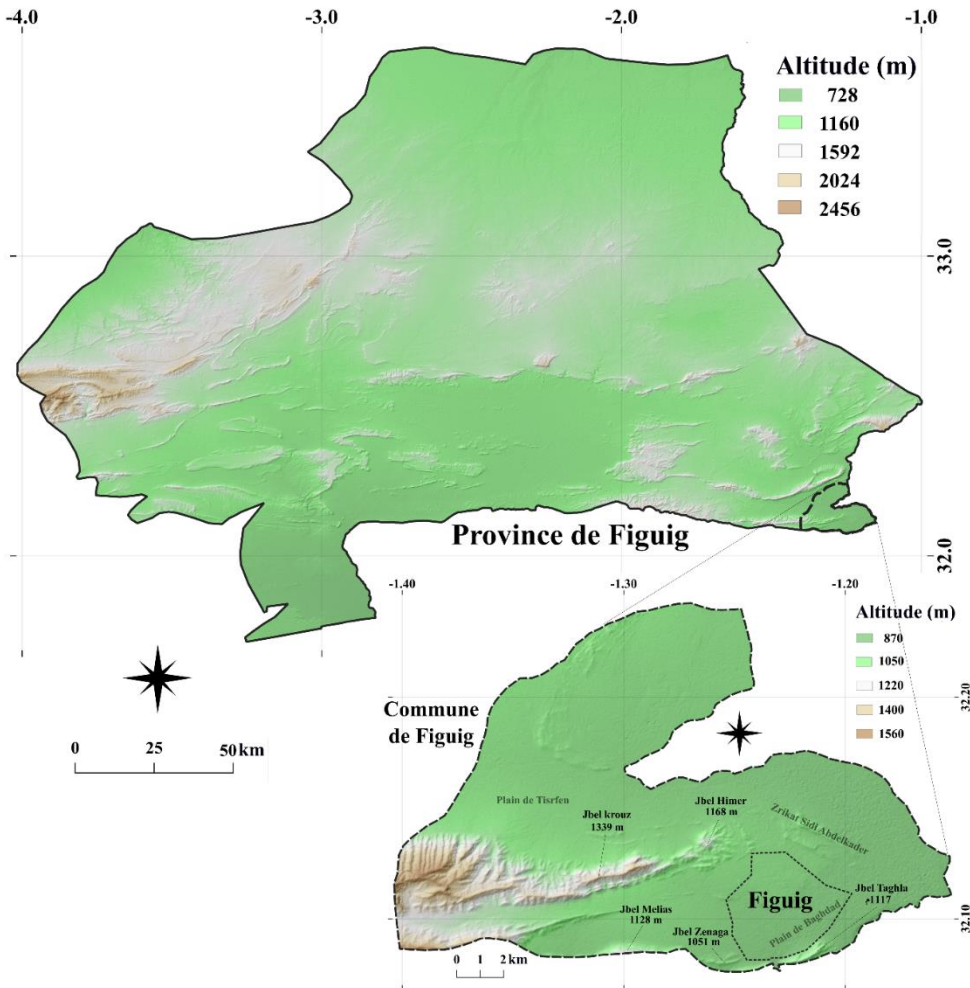 -4.0 -3.0 -2.0 -1.0
Altitude (m)
728
1160
1592
2024
2456
33.0
Province de Figuig
32.0
0 25 50 km
-1.40 -1.30 -1.20
Altitude (m)
870
1050
1220
1400
1560
32.20
Commune
de Figuig
Plain de Tisrfen
Jbel krouz
1339 m
Jbel Himer
1168 m
Zrikat Sidi Abdelkader
Jbel Taghla
1117
Figuig
Plain de Baghdad
Jbel Melias
1128 m
Jbel Zenaga
1051 m
32.10
0 1 2 km